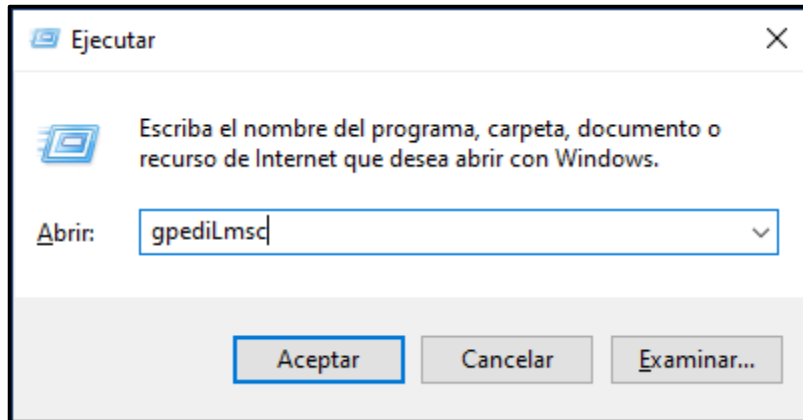 Ejecutar
Escriba el nombre del programa, carpeta, documento o
recurso de Internet que desea abrir con Windows.
Abrir: gpediLmsc
Aceptar Cancelar Examinar...